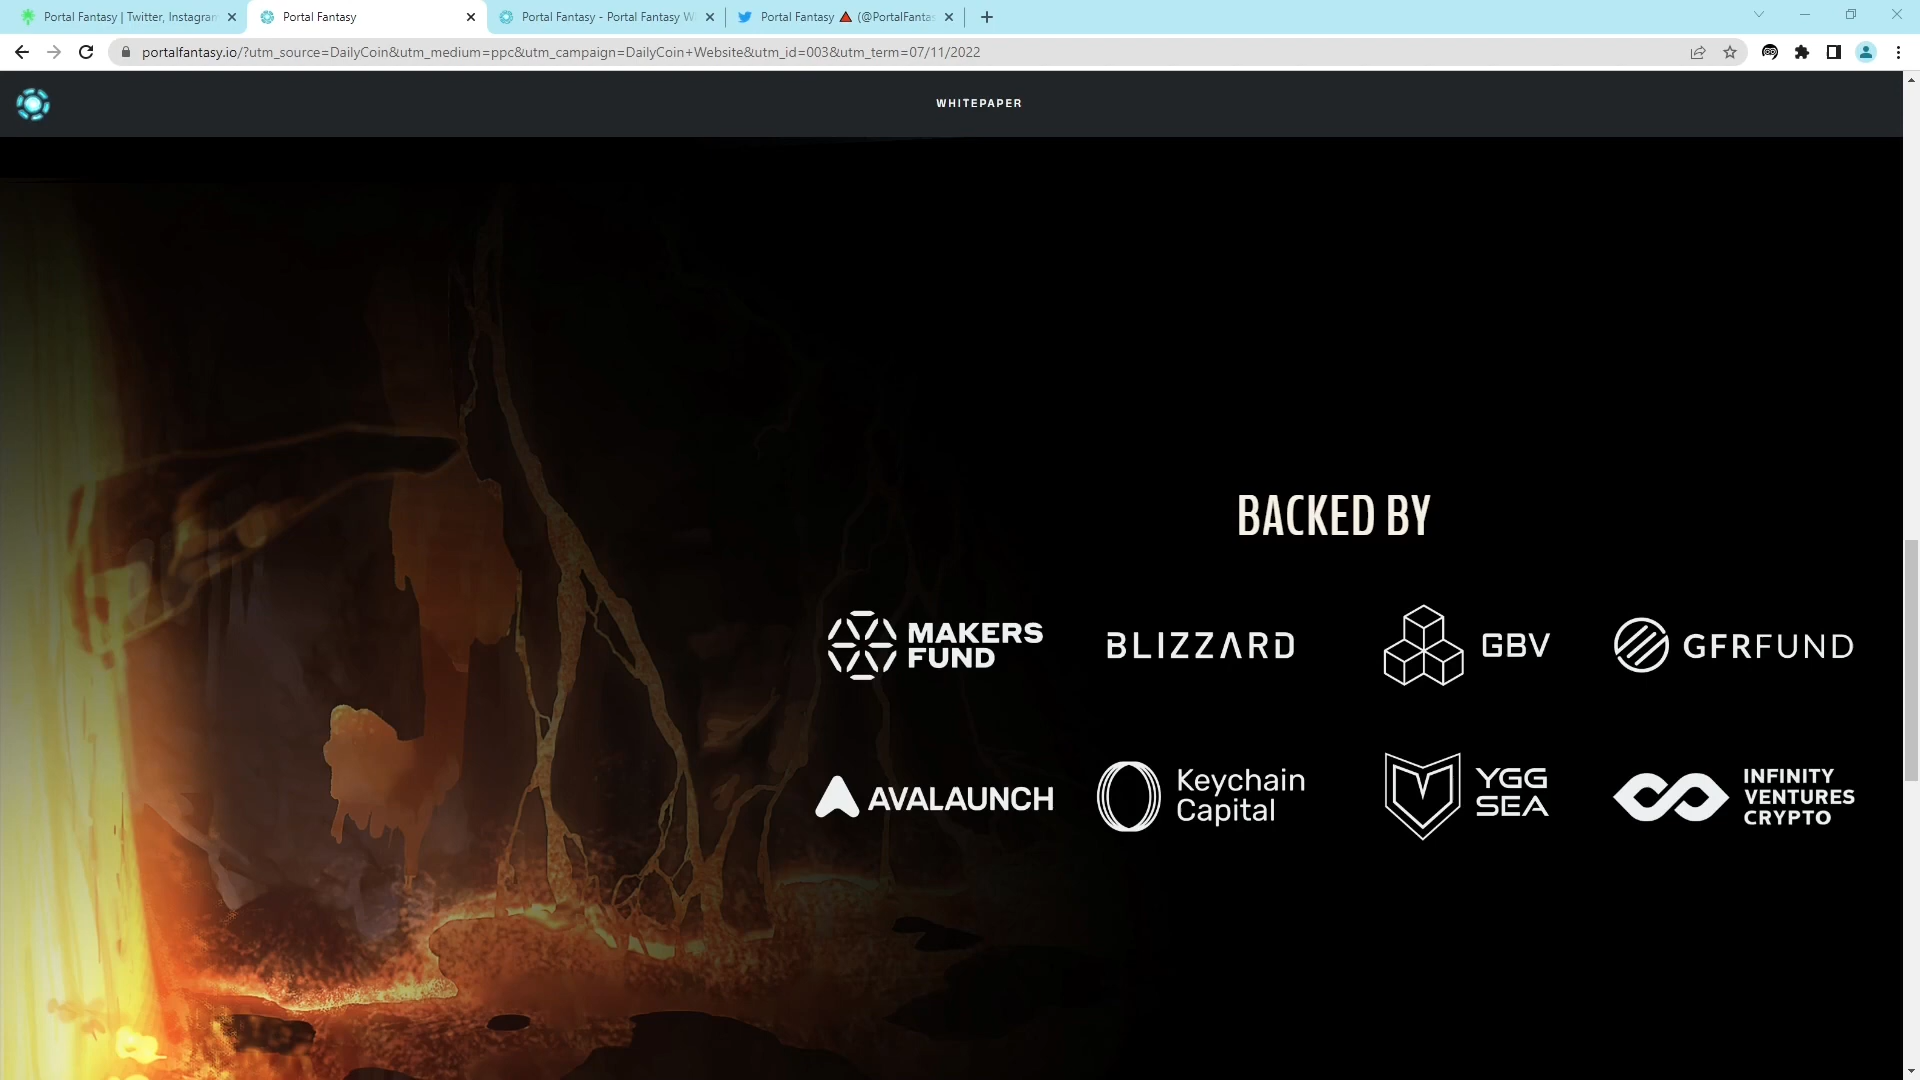 Portal Fantasy | Twitter, Instagram
Portal Fantasy
Portal Fantasy - Portal Fantasy W
Portal Fantasy 🔺 (@PortalFantas
portalfantasy.io/?utm_source=DailyCoin&utm_medium=ppc&utm_campaign=DailyCoin+Website&utm_id=003&utm_term=07/11/2022
WHITEPAPER
BACKED BY
MAKERS
FUND
BLIZZARD
GBV
GFRFUND
AVALAUNCH
Keychain
Capital
YGG
SEA
INFINITY
VENTURES
CRYPTO